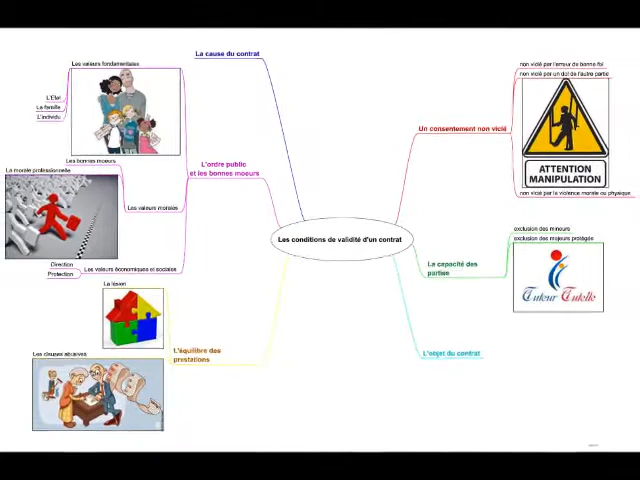 La cause du contrat
Les valeurs fondamentales
L'Etat
La famille
L'individu
L'ordre public
et les bonnes moeurs
Les bonnes moeurs
La morale professionnelle
Les valeurs morales
Direction
Protection
Les valeurs économiques et sociales
La lésion
L'équilibre des
prestations
Les clauses abusives
Les conditions de validité d'un contrat
Un consentement non vicié
non vicié par l'erreur de bonne foi
non vicié par un dol de l'autre partie
ATTENTION
MANIPULATION
non vicié par la violence morale ou physique
La capacité des
parties
exclusion des mineurs
exclusion des majeurs protégés
Tuteur Tutelle
L'objet du contrat